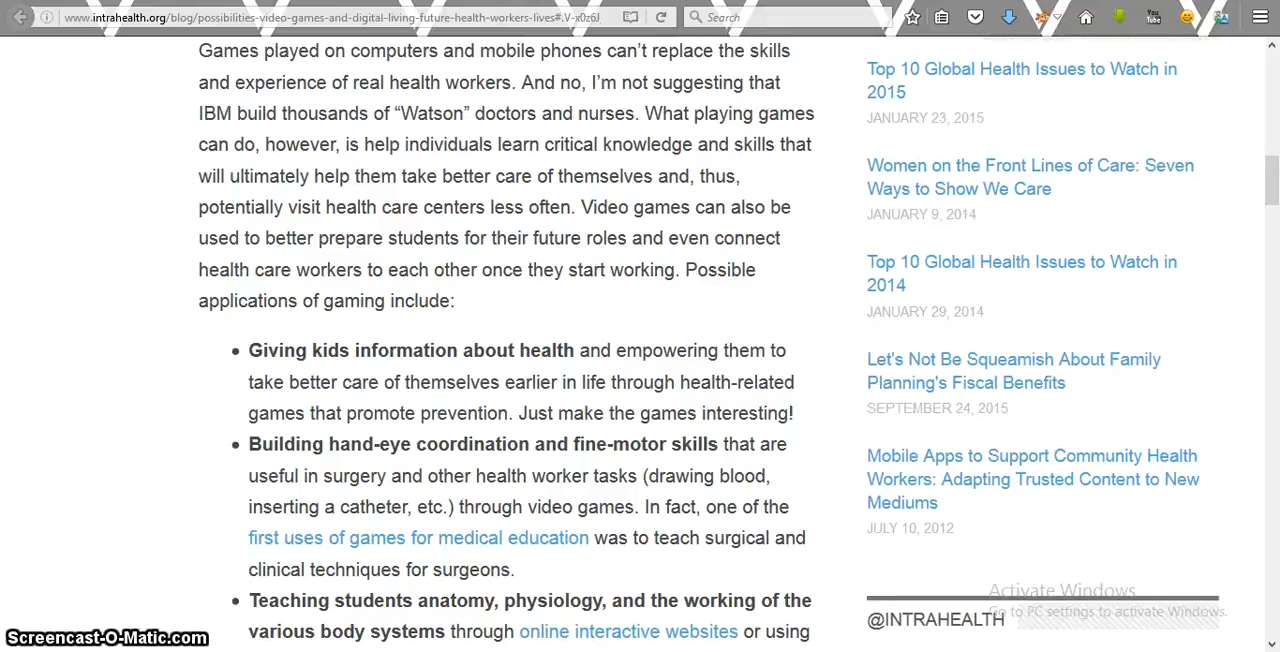 www.intrahealth.org/blog/possibilities-video-games-and-digital-living-future-health-workers-lives#.V-x0z6J
Search
You
Tube
Games played on computers and mobile phones can’t replace the skills
and experience of real health workers. And no, I’m not suggesting that
IBM build thousands of “Watson” doctors and nurses. What playing games
can do, however, is help individuals learn critical knowledge and skills that
will ultimately help them take better care of themselves and, thus,
potentially visit health care centers less often. Video games can also be
used to better prepare students for their future roles and even connect
health care workers to each other once they start working. Possible
applications of gaming include:
• Giving kids information about health and empowering them to
take better care of themselves earlier in life through health-related
games that promote prevention. Just make the games interesting!
• Building hand-eye coordination and fine-motor skills that are
useful in surgery and other health worker tasks (drawing blood,
inserting a catheter, etc.) through video games. In fact, one of the
first uses of games for medical education was to teach surgical and
clinical techniques for surgeons.
• Teaching students anatomy, physiology, and the working of the
various body systems through online interactive websites or using
Top 10 Global Health Issues to Watch in
2015
JANUARY 23, 2015
Women on the Front Lines of Care: Seven
Ways to Show We Care
JANUARY 9, 2014
Top 10 Global Health Issues to Watch in
2014
JANUARY 29, 2014
Let's Not Be Squeamish About Family
Planning's Fiscal Benefits
SEPTEMBER 24, 2015
Mobile Apps to Support Community Health
Workers: Adapting Trusted Content to New
Mediums
JULY 10, 2012
Activate Windows
Go to PC settings to activate Windows.
@INTRAHEALTH
Screencast-O-Matic.com